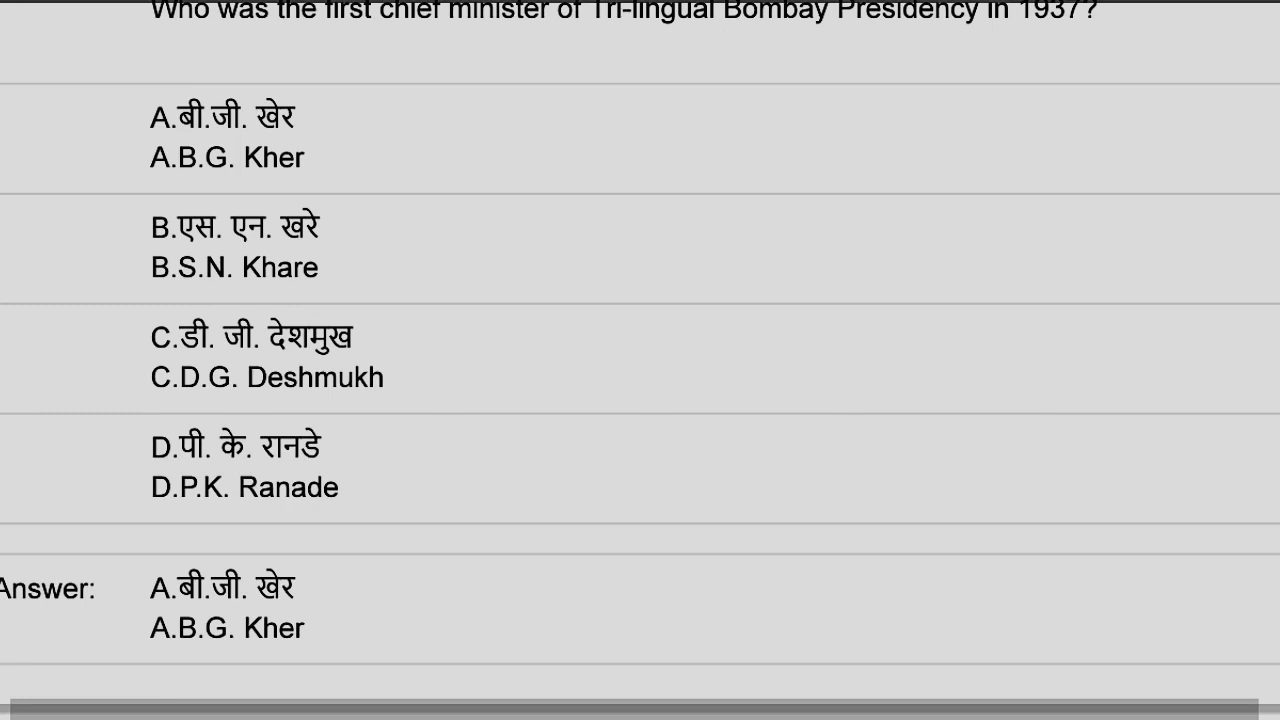 Who was the first chief minister of Tri-lingual Bombay Presidency in 1937?
A.बी.जी. खेर
A.B.G. Kher
B.एस. एन. खरे
B.S.N. Khare
C.डी. जी. देशमुख
C.D.G. Deshmukh
D.पी. के. रानडे
D.P.K. Ranade
Answer: A.बी.जी. खेर
A.B.G. Kher